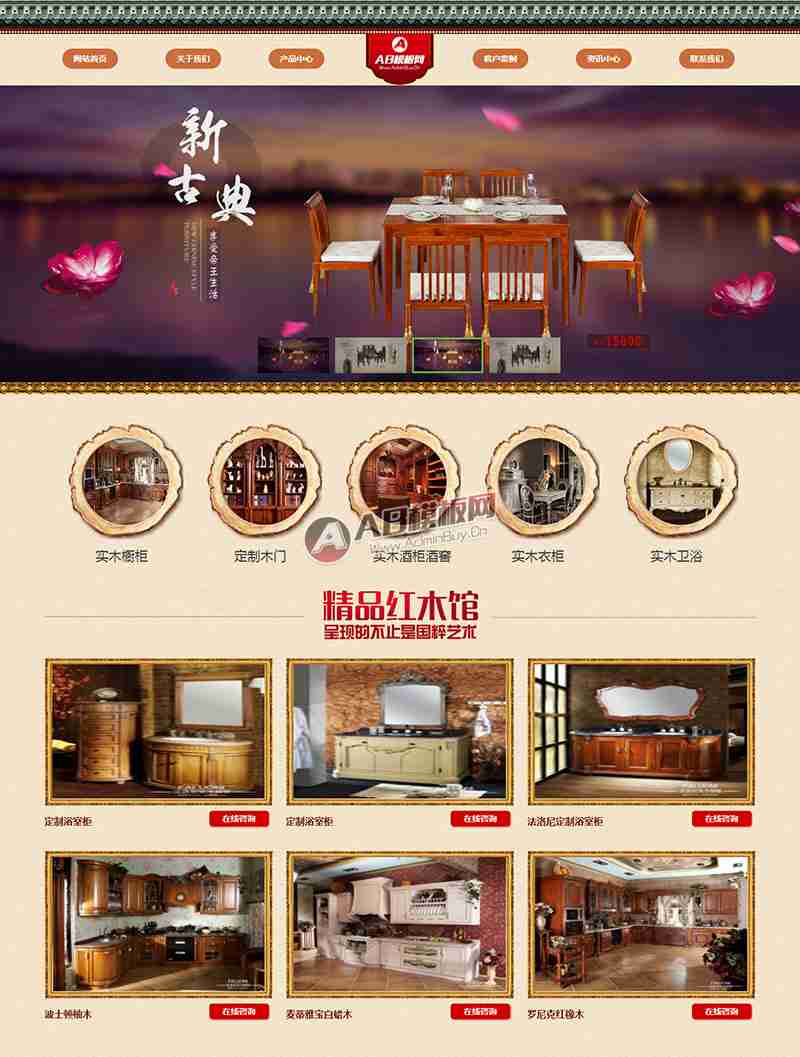 网站首页
关于我们
产品中心
AB模板网
www.AdminBuy.Cn
客户案例
资讯中心
联系我们
新
古
典
享受帝王生活
15800
实木橱柜
定制木门
实木酒柜酒窖
实木衣柜
实木卫浴
AB模板网
www.AdminBuy.Cn
精品红木馆
呈现的不止是国粹艺术
定制浴室柜
在线咨询
定制浴室柜
在线咨询
法洛尼定制浴室柜
在线咨询
波士顿柚木
在线咨询
麦蒂雅宝白蜡木
在线咨询
罗尼克红橡木
在线咨询